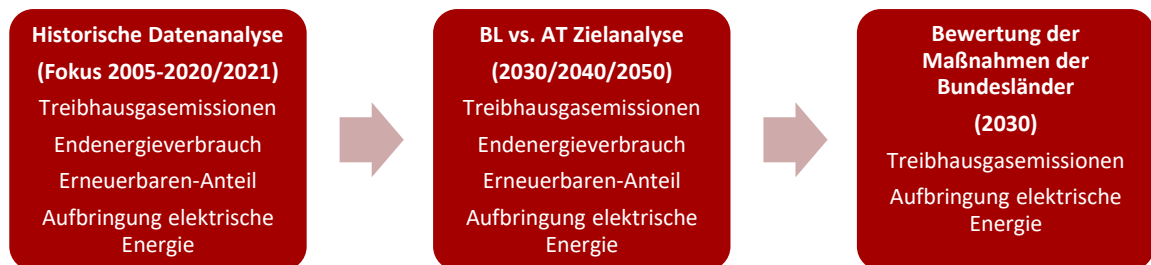 Historische Datenanalyse
(Fokus 2005-2020/2021)
Treibhausgasemissionen
Endenergieverbrauch
Erneuerbaren-Anteil
Aufbringung elektrische
Energie
BL vs. AT Zielanalyse
(2030/2040/2050)
Treibhausgasemissionen
Endenergieverbrauch
Erneuerbaren-Anteil
Aufbringung elektrische
Energie
Bewertung der
Maßnahmen der
Bundesländer
(2030)
Treibhausgasemissionen
Aufbringung elektrische
Energie